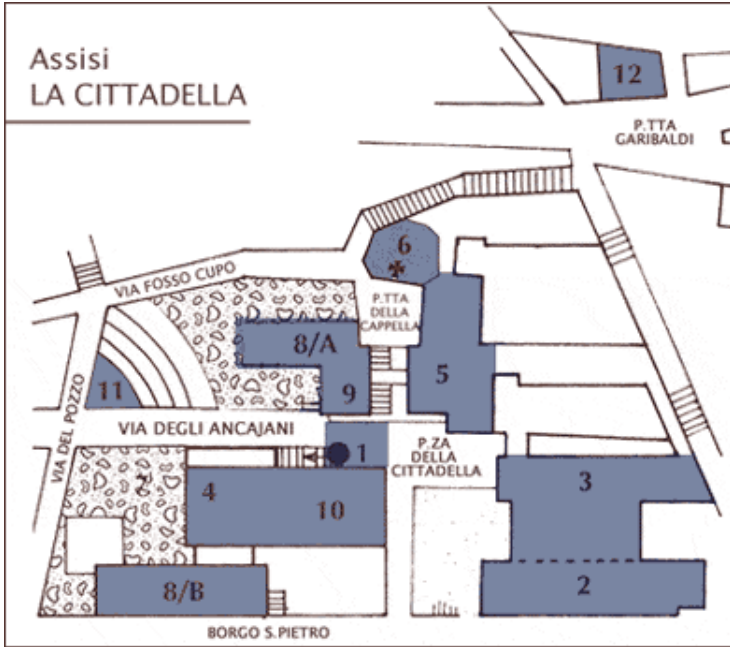 Assisi
LA CITTADELLA
12
P.TTA
GARIBALDI
6
VIA FOSSO CUPO
P.TTA
DELLA
CAPPELLA
8/A
5
9
11
VIA DEL POZZO
VIA DEGLI ANCAJANI
1
P.ZA
DELLA
CITTADELLA
3
7
4
10
2
8/B
BORGO S.PIETRO